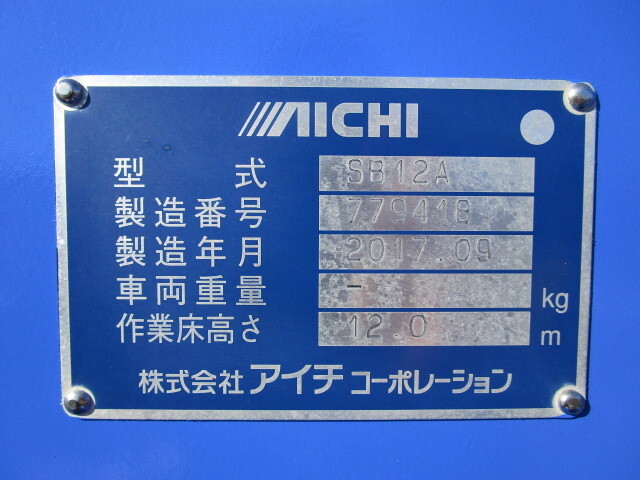 AICHI
型式 SB12A
製造番号 779418
製造年月 2017.09
車両重量 - kg
作業床高さ 12.0 m
株式会社アイチコーポレーション